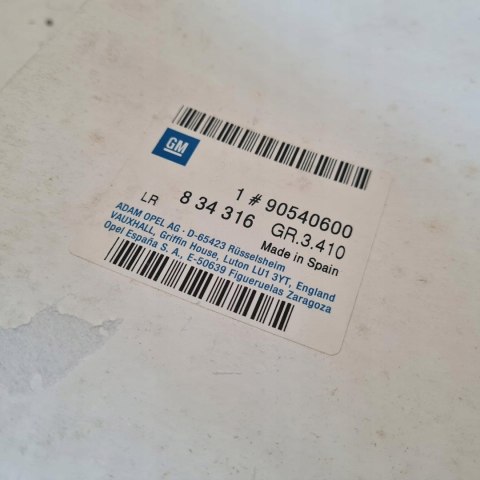 GM
1 # 90540600
LR 8 34 316 GR.3.410
Made in Spain
ADAM OPEL AG · D-65423 Rüsselsheim
VAUXHALL, Griffin House, Luton LU1 3YT, England
Opel España S. A., E-50639 Figueruelas Zaragoza